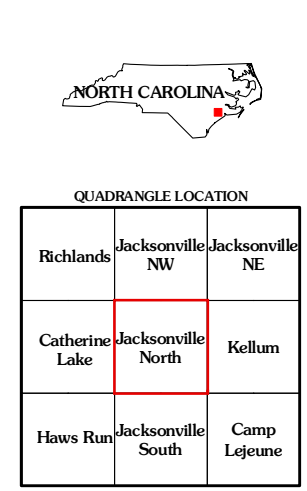 NORTH CAROLINA
QUADRANGLE LOCATION
Richlands
Jacksonville
NW
Jacksonville
NE
Catherine
Lake
Jacksonville
North
Kellum
Haws Run
Jacksonville
South
Camp
Lejeune